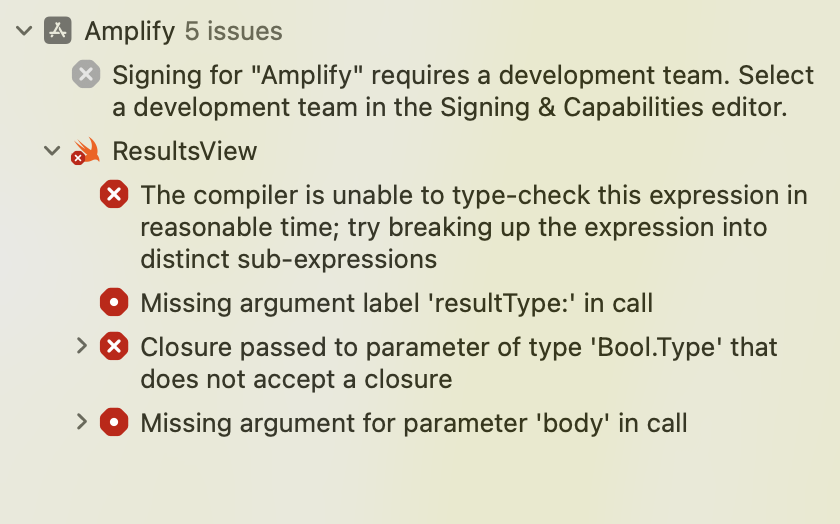 Amplify 5 issues
Signing for "Amplify" requires a development team. Select
a development team in the Signing & Capabilities editor.
ResultsView
The compiler is unable to type-check this expression in
reasonable time; try breaking up the expression into
distinct sub-expressions
Missing argument label 'resultType:' in call
Closure passed to parameter of type 'Bool.Type' that
does not accept a closure
Missing argument for parameter 'body' in call